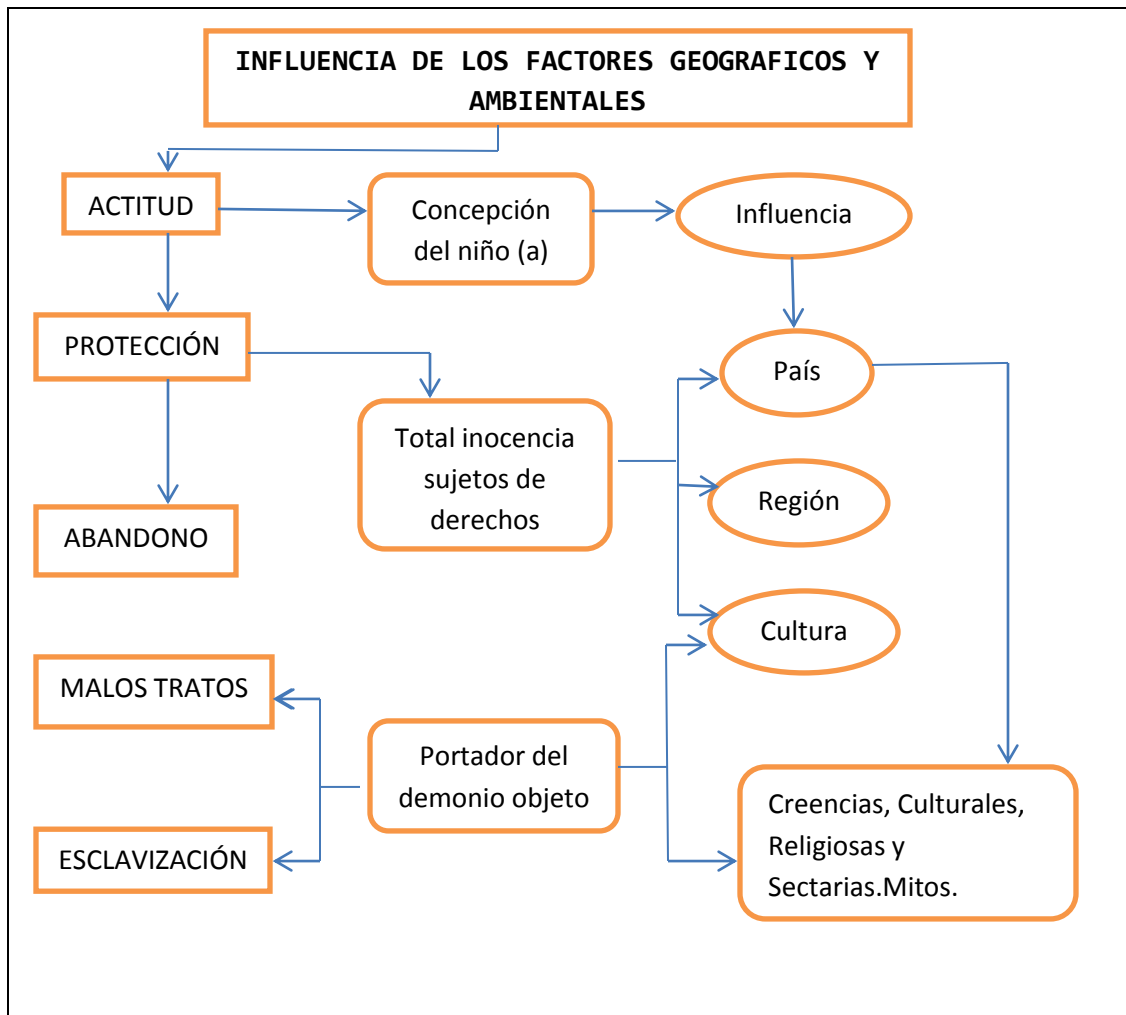 INFLUENCIA DE LOS FACTORES GEOGRAFICOS Y
AMBIENTALES
ACTITUD
Concepción
del niño (a)
Influencia
PROTECCIÓN
País
Total inocencia
sujetos de
derechos
Región
ABANDONO
Cultura
MALOS TRATOS
Portador del
demonio objeto
Creencias, Culturales,
Religiosas y
Sectarias.Mitos.
ESCLAVIZACIÓN